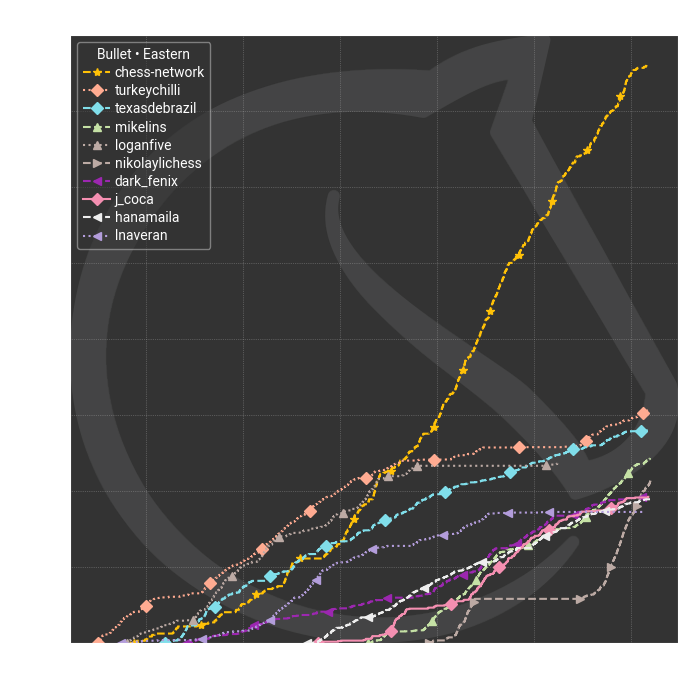 Bullet • Eastern
chess-network
turkeychilli
texasdebrazil
mikelins
loganfive
nikolaylichess
dark_fenix
j_coca
hanamaila
lnaveran